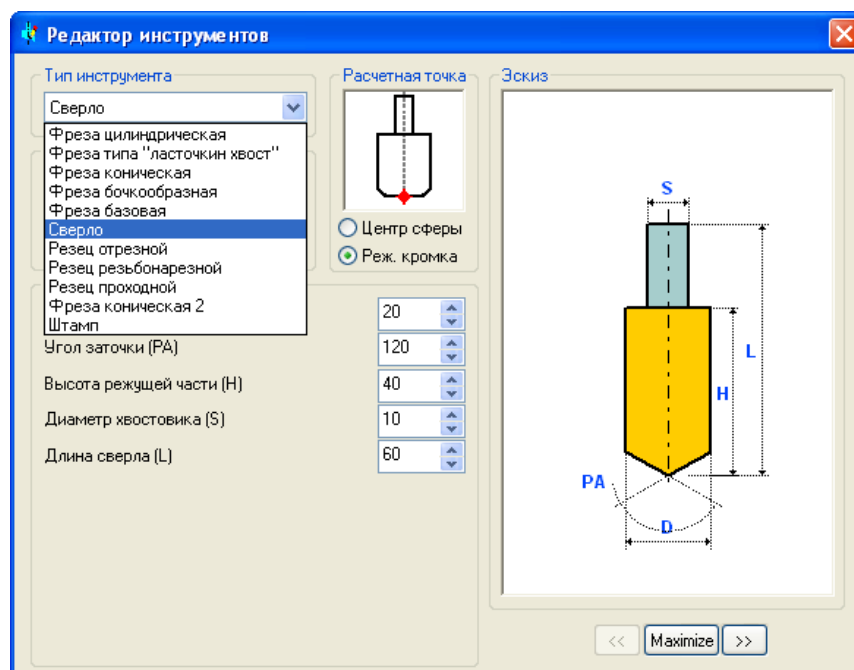 Редактор инструментов
Тип инструмента
Сверло
Фреза цилиндрическая
Фреза типа "ласточкин хвост"
Фреза коническая
Фреза бочкообразная
Фреза базовая
Сверло
Резец отрезной
Резец резьбонарезной
Резец проходной
Фреза коническая 2
Штамп
Расчетная точка
Центр сферы
Реж. кромка
20
Угол заточки (PA) 120
Высота режущей части (H) 40
Диаметр хвостовика (S) 10
Длина сверла (L) 60
Эскиз
S
L
H
PA
D
<< Maximize >>